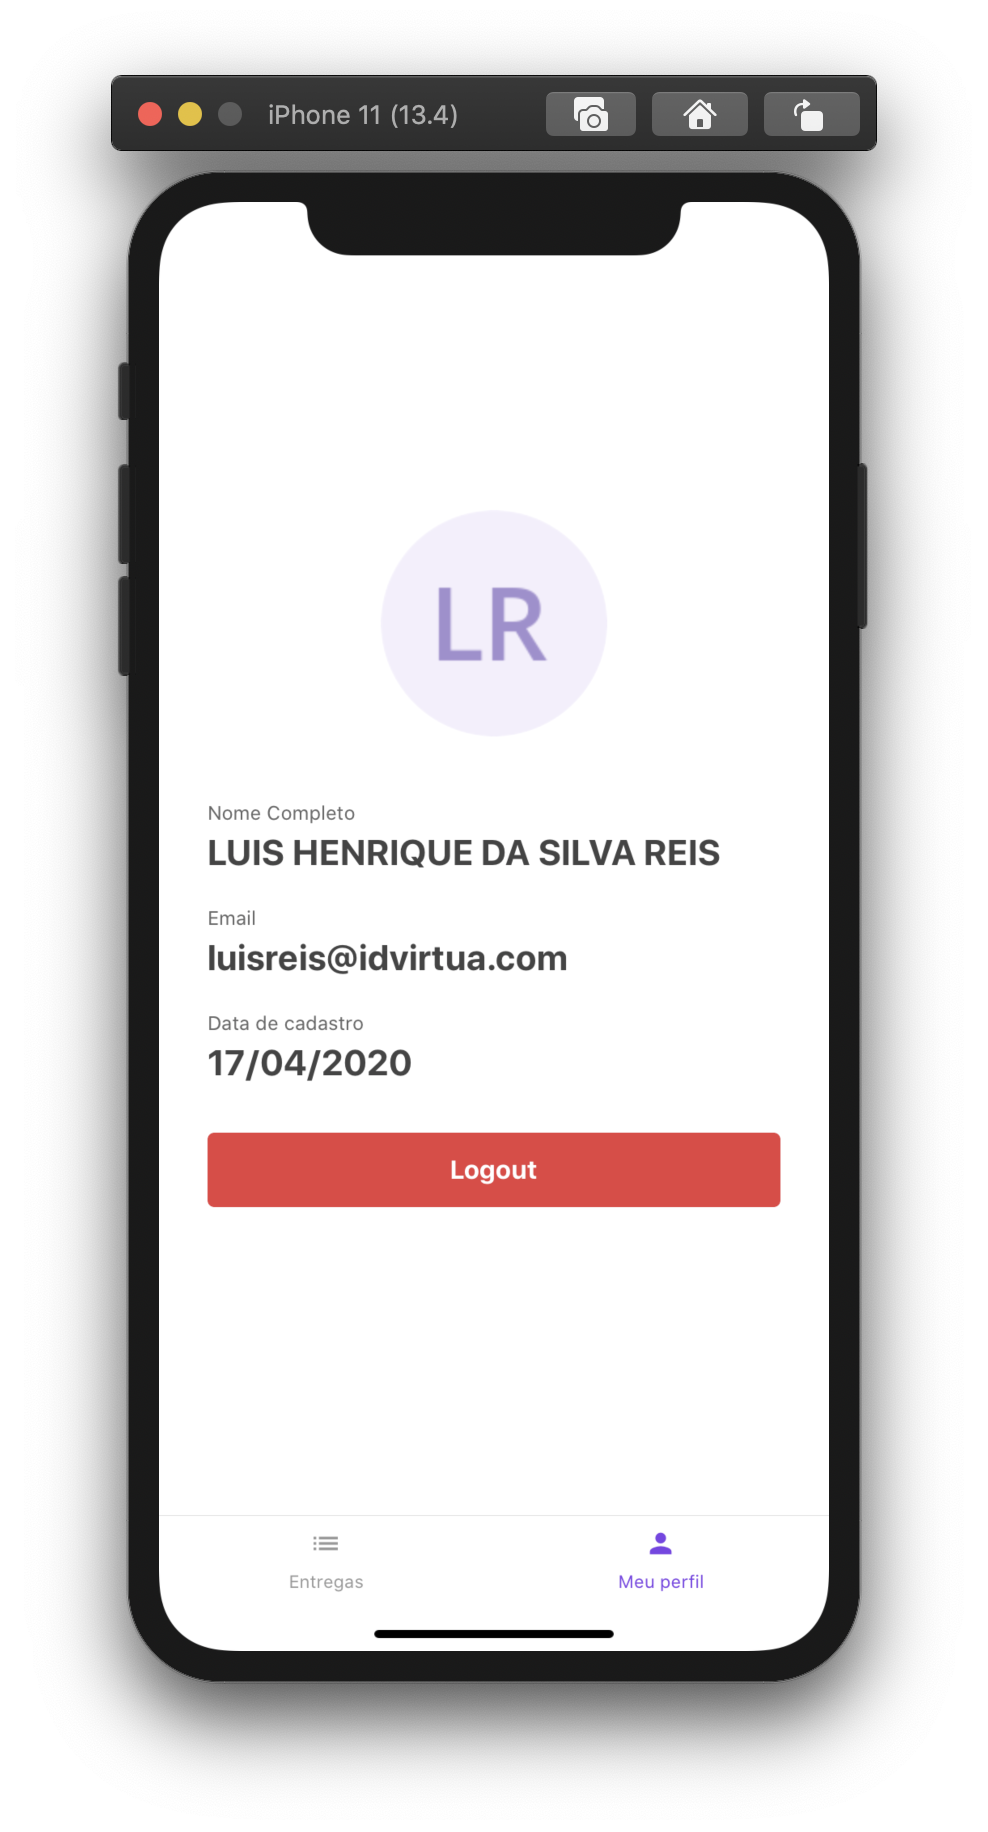 iPhone 11 (13.4)
LR
Nome Completo
LUIS HENRIQUE DA SILVA REIS
Email
luisreis@idvirtua.com
Data de cadastro
17/04/2020
Logout
Entregas
Meu perfil